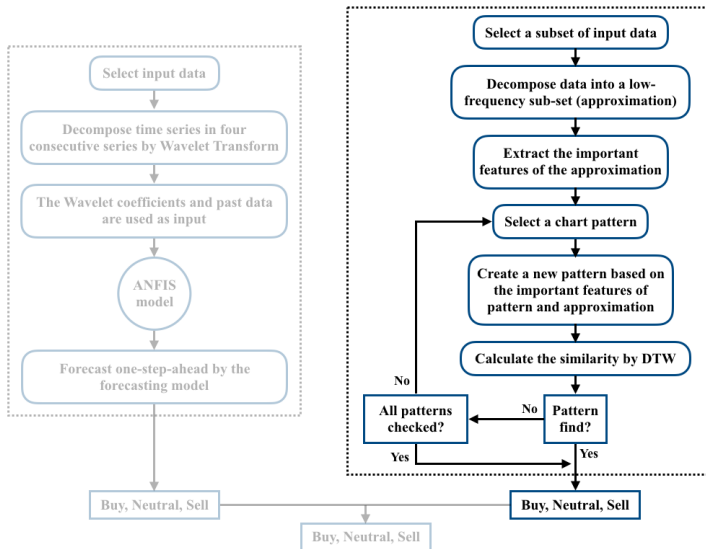 Select input data
Decompose time series in four
consecutive series by Wavelet Transform
The Wavelet coefficients and past data
are used as input
ANFIS
model
Forecast one-step-ahead by the
forecasting model
Buy, Neutral, Sell
Select a subset of input data
Decompose data into a low-
frequency sub-set (approximation)
Extract the important
features of the approximation
Select a chart pattern
Create a new pattern based on
the important features of
pattern and approximation
Calculate the similarity by DTW
No
All patterns
checked?
No
Pattern
find?
Yes
Yes
Buy, Neutral, Sell
Buy, Neutral, Sell